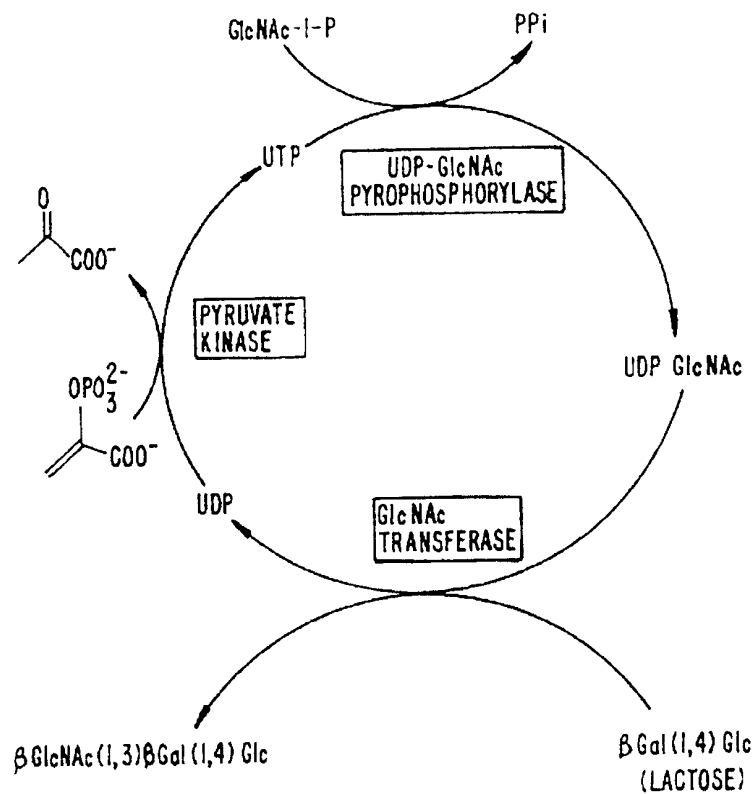 GlcNAc-1-P
PPi
UTP
UDP-GlcNAc
PYROPHOSPHORYLASE
O
COO⁻
PYRUVATE
KINASE
UDP GlcNAc
OPO₃²⁻
COO⁻
UDP
GlcNAc
TRANSFERASE
βGlcNAc(1,3)βGal(1,4)Glc
βGal(1,4)Glc
(LACTOSE)